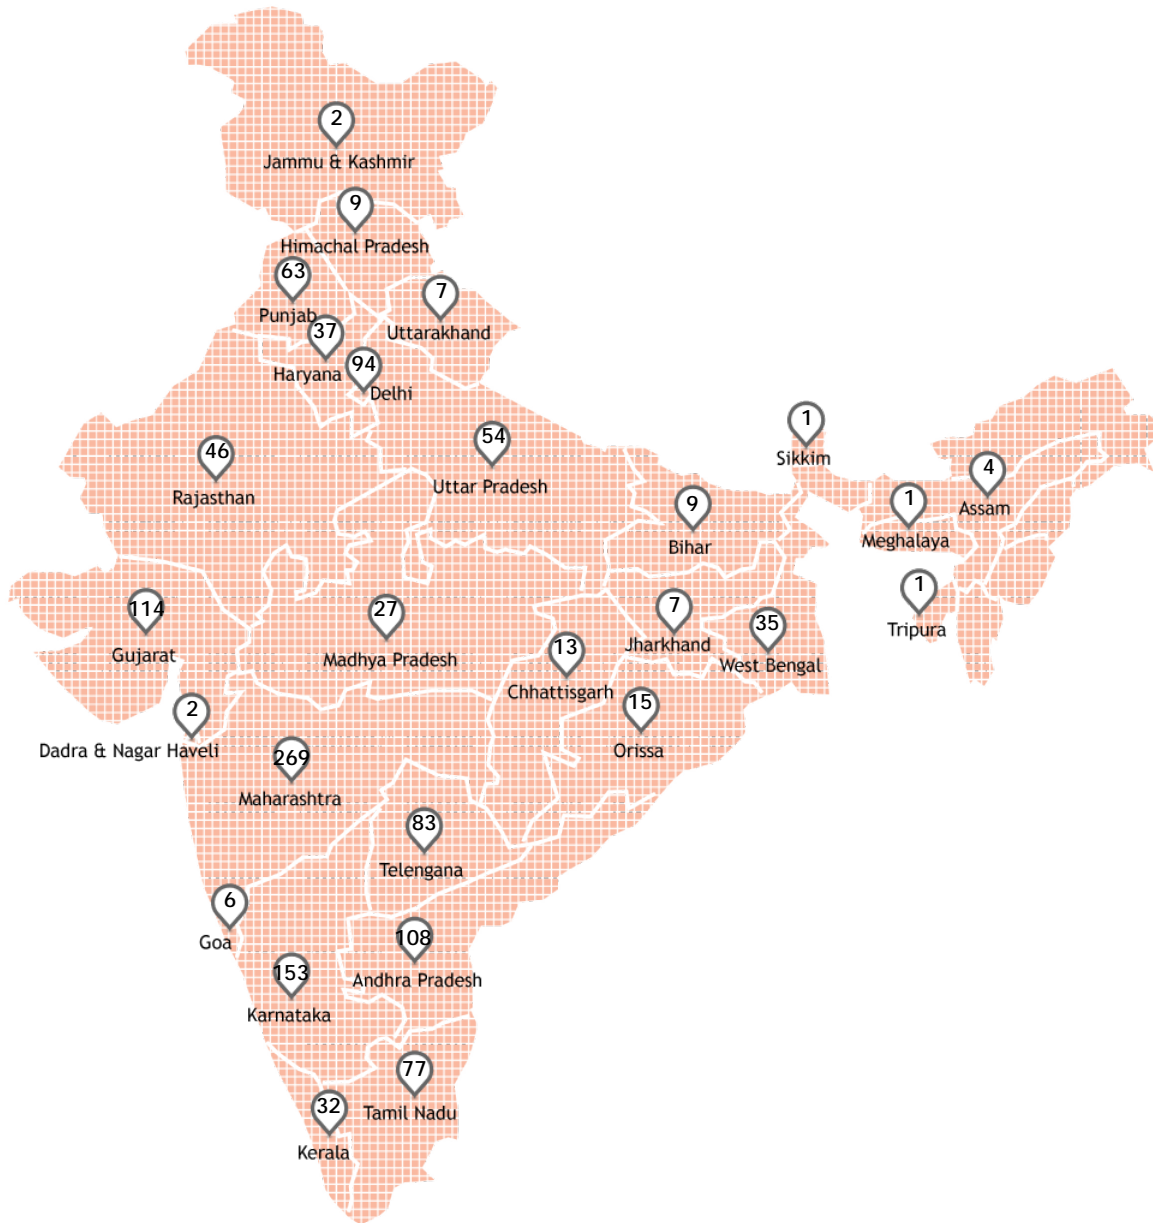 2
Jammu & Kashmir
9
Himachal Pradesh
63
Punjab
7
Uttarakhand
37
Haryana
94
Delhi
1
Sikkim
46
Rajasthan
54
Uttar Pradesh
4
Assam
9
Bihar
1
Meghalaya
1
Tripura
114
Gujarat
27
Madhya Pradesh
7
Jharkhand
35
West Bengal
13
Chhattisgarh
15
Orissa
2
Dadra & Nagar Haveli
269
Maharashtra
83
Telengana
6
Goa
108
Andhra Pradesh
153
Karnataka
77
Tamil Nadu
32
Kerala